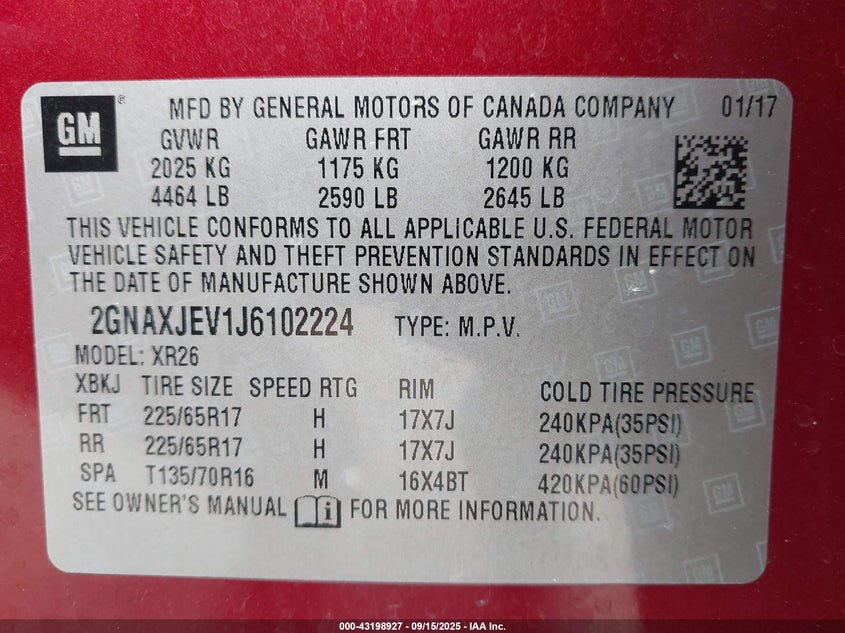 GM ® MFD BY GENERAL MOTORS OF CANADA COMPANY 01/17
GVWR GAWR FRT GAWR RR
2025 KG 1175 KG 1200 KG
4464 LB 2590 LB 2645 LB
THIS VEHICLE CONFORMS TO ALL APPLICABLE U.S. FEDERAL MOTOR
VEHICLE SAFETY AND THEFT PREVENTION STANDARDS IN EFFECT ON
THE DATE OF MANUFACTURE SHOWN ABOVE.
2GNAXJEV1J6102224 TYPE: M.P.V.
MODEL: XR26
XBKJ TIRE SIZE SPEED RTG RIM COLD TIRE PRESSURE
FRT 225/65R17 H 17X7J 240KPA(35PSI)
RR 225/65R17 H 17X7J 240KPA(35PSI)
SPA T135/70R16 M 16X4BT 420KPA(60PSI)
SEE OWNER'S MANUAL i FOR MORE INFORMATION.
000-43198927 - 09/15/2025 - IAA Inc.